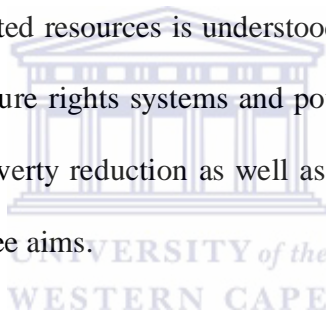 ted resources is understood
ure rights systems and po
verty reduction as well as
ee aims.
UNIVERSITY of the
WESTERN CAPE